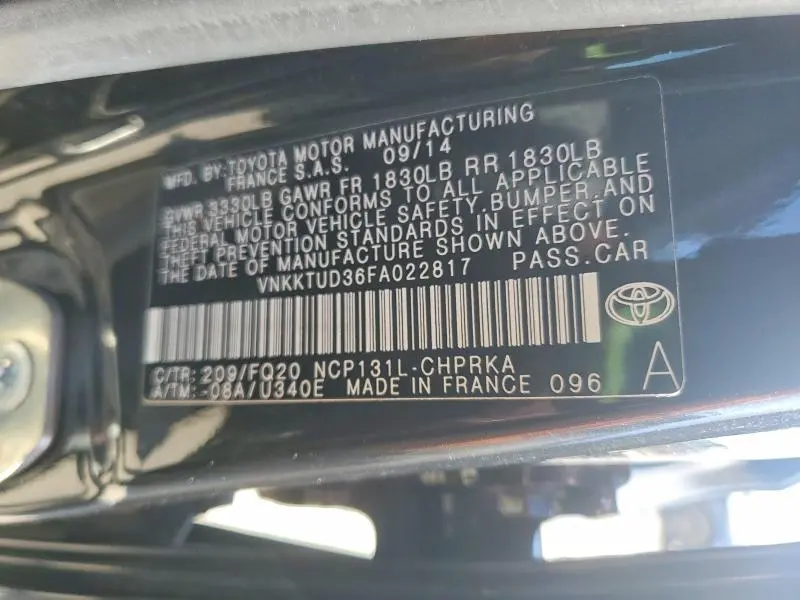 MFD. BY:TOYOTA MOTOR MANUFACTURING
FRANCE S.A.S. 09/14
GVWR 3330LB GAWR FR 1830LB RR 1830LB
THIS VEHICLE CONFORMS TO ALL APPLICABLE
FEDERAL MOTOR VEHICLE SAFETY, BUMPER, AND
THEFT PREVENTION STANDARDS IN EFFECT ON
THE DATE OF MANUFACTURE SHOWN ABOVE.
VNKKTUD36FA022817 PASS.CAR
C/TR: 209/FQ20 NCP131L-CHPRKA
A/TM: -08A/U340E MADE IN FRANCE 096 A